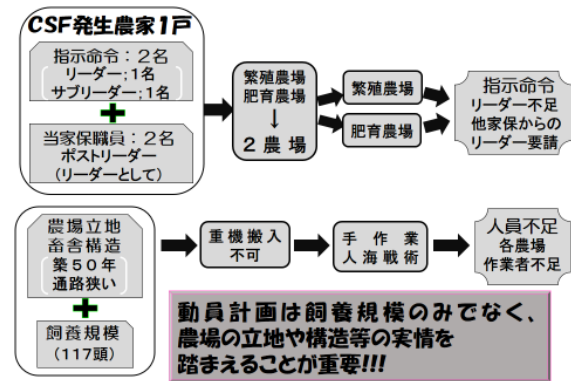 CSF発生農家1戸
指示命令：２名
リーダー；１名
サブリーダー；１名
当家保職員：２名
ポストリーダー
(リーダーとして)
繁殖農場
肥育農場
↓
２農場
繁殖農場
肥育農場
指示命令
リーダー不足
他家保からの
リーダー要請
農場立地
畜舎構造
築５０年
通路狭い
飼養規模
（117頭）
重機搬入
不可
手作業
人海戦術
人員不足
各農場
作業者不足
動員計画は飼養規模のみでなく、
農場の立地や構造等の実情を
踏まえることが重要!!!